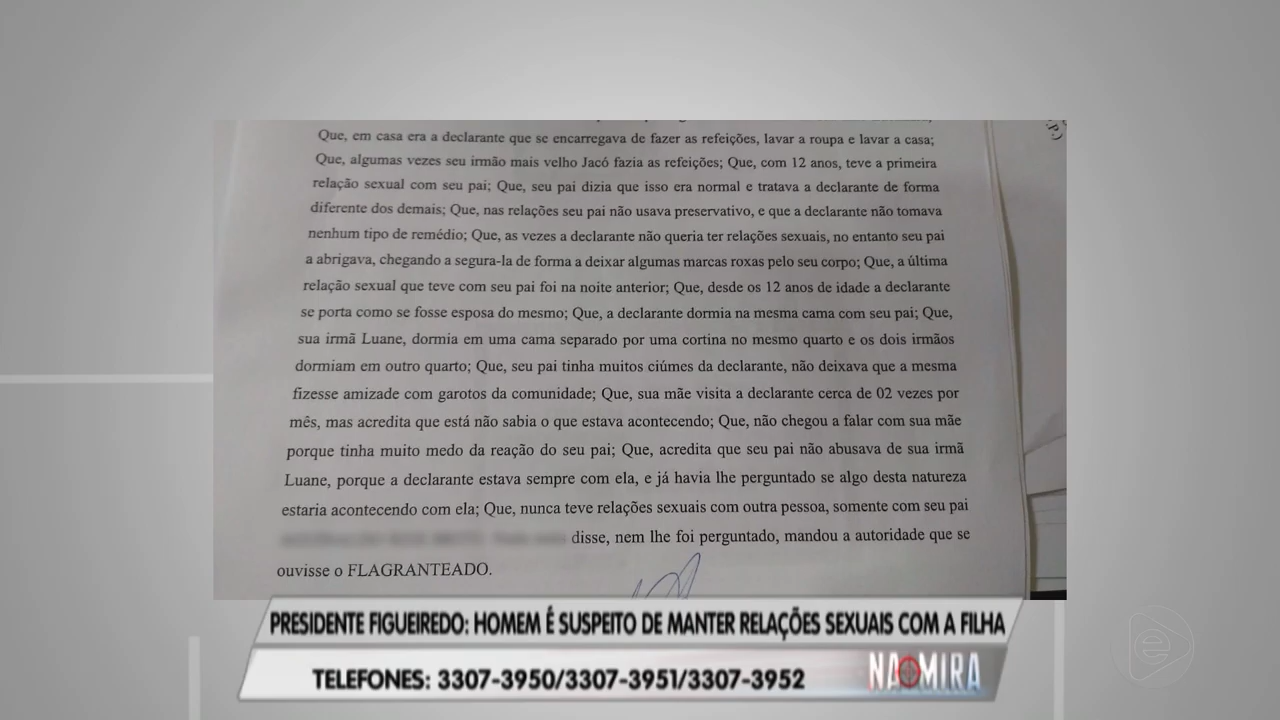 Que, em casa era a declarante que se encarregava de fazer as refeições, lavar a roupa e lavar a casa;
Que, algumas vezes seu irmão mais velho Jacó fazia as refeições; Que, com 12 anos, teve a primeira
relação sexual com seu pai; Que, seu pai dizia que isso era normal e tratava a declarante de forma
diferente dos demais; Que, nas relações seu pai não usava preservativo, e que a declarante não tomava
nenhum tipo de remédio; Que, as vezes a declarante não queria ter relações sexuais, no entanto seu pai
a abrigava, chegando a segura-la de forma a deixar algumas marcas roxas pelo seu corpo; Que, a última
relação sexual que teve com seu pai foi na noite anterior; Que, desde os 12 anos de idade a declarante
se porta como se fosse esposa do mesmo; Que, a declarante dormia na mesma cama com seu pai; Que,
sua irmã Luane, dormia em uma cama separado por uma cortina no mesmo quarto e os dois irmãos
dormiam em outro quarto; Que, seu pai tinha muitos ciúmes da declarante, não deixava que a mesma
fizesse amizade com garotos da comunidade; Que, sua mãe visita a declarante cerca de 02 vezes por
mês, mas acredita que está não sabia o que estava acontecendo; Que, não chegou a falar com sua mãe
porque tinha muito medo da reação do seu pai; Que, acredita que seu pai não abusava de sua irmã
Luane, porque a declarante estava sempre com ela, e já havia lhe perguntado se algo desta natureza
estaria acontecendo com ela; Que, nunca teve relações sexuais com outra pessoa, somente com seu pai
disse, nem lhe foi perguntado, mandou a autoridade que se
ouvisse o FLAGRANTEADO.
PRESIDENTE FIGUEIREDO: HOMEM É SUSPEITO DE MANTER RELAÇÕES SEXUAIS COM A FILHA
TELEFONES: 3307-3950/3307-3951/3307-3952
NA MIRA